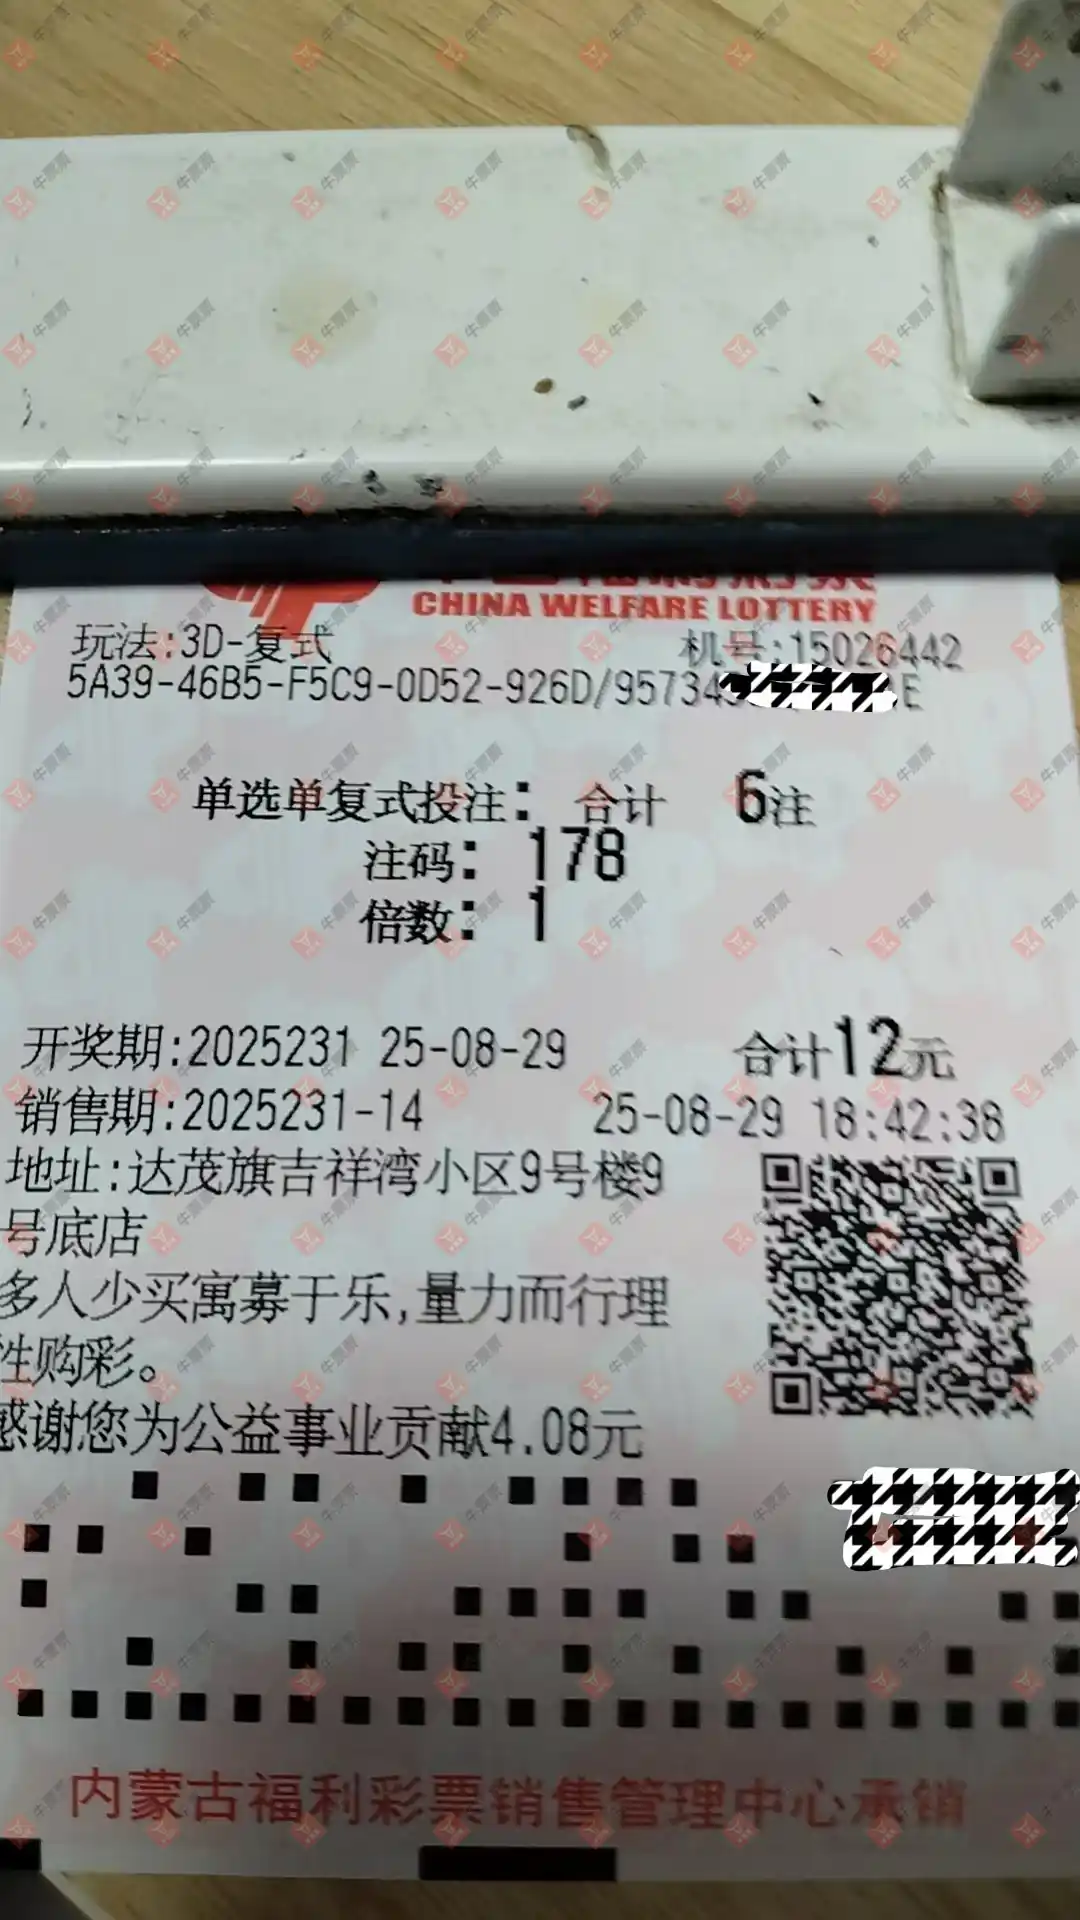 CHINA WELFARE LOTTERY
玩法:3D-复式 机号:15026442
5A39-46B5-F5C9-0D52-926D/95734 E
单选单复式投注: 合计 6注
注码: 178
倍数: 1
开奖期:2025231 25-08-29 合计12元
销售期:2025231-14 25-08-29 18:42:38
地址:达茂旗吉祥湾小区9号楼9
号底店
多人少买寓募于乐,量力而行理
性购彩。
感谢您为公益事业贡献4.08元
内蒙古福利彩票销售管理中心承销
牛票票